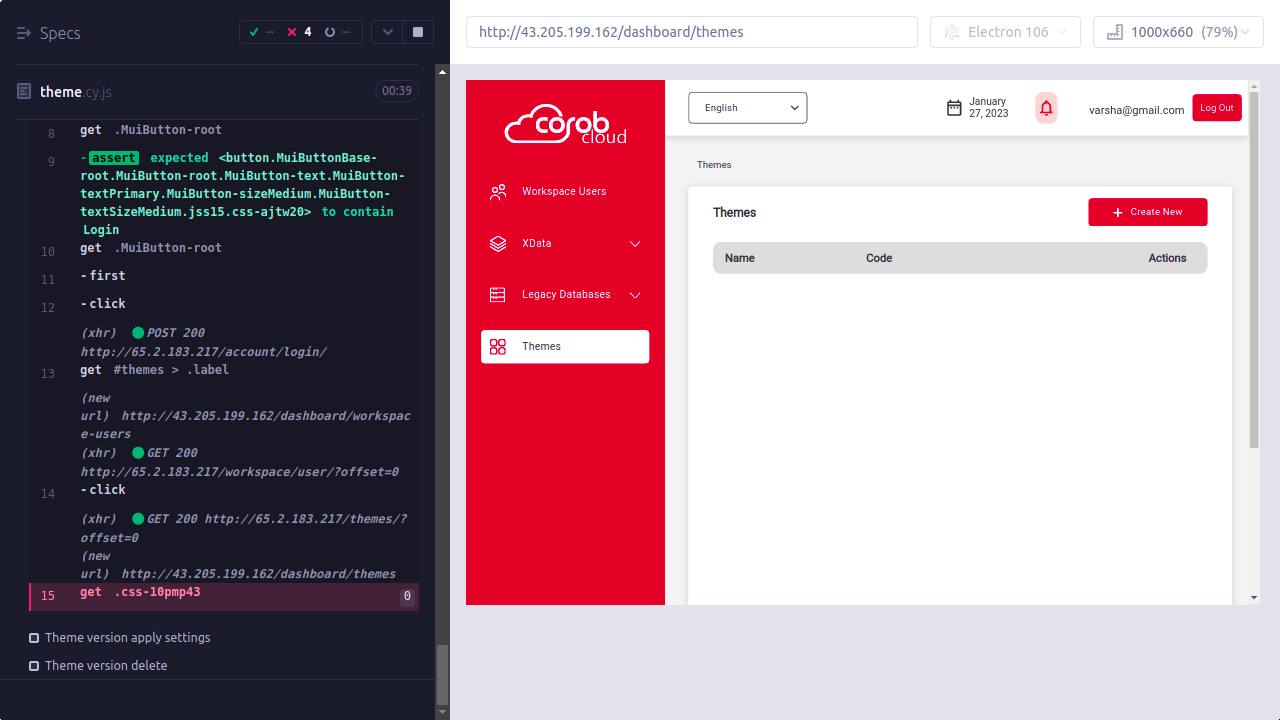 Specs
-- 4 --
theme.cy.js
00:39
8 get .MuiButton-root
9 -assert expected <button.MuiButtonBase-
root.MuiButton-root.MuiButton-text.MuiButton-
textPrimary.MuiButton-sizeMedium.MuiButton-
textSizeMedium.jss15.css-ajtw20> to contain
Login
10 get .MuiButton-root
11 -first
12 -click
(xhr) POST 200
http://65.2.183.217/account/login/
13 get #themes > .label
(new
url) http://43.205.199.162/dashboard/workspac
e-users
(xhr) GET 200
http://65.2.183.217/workspace/user/?offset=0
14 -click
(xhr) GET 200 http://65.2.183.217/themes/?
offset=0
(new
url) http://43.205.199.162/dashboard/themes
15 get .css-10pmp43 0
Theme version apply settings
Theme version delete
http://43.205.199.162/dashboard/themes
Electron 106
1000x660 (79%)
corob
cloud
Workspace Users
XData
Legacy Databases
Themes
English
January
27, 2023
varsha@gmail.com
Log Out
Themes
Themes
+ Create New
Name Code Actions